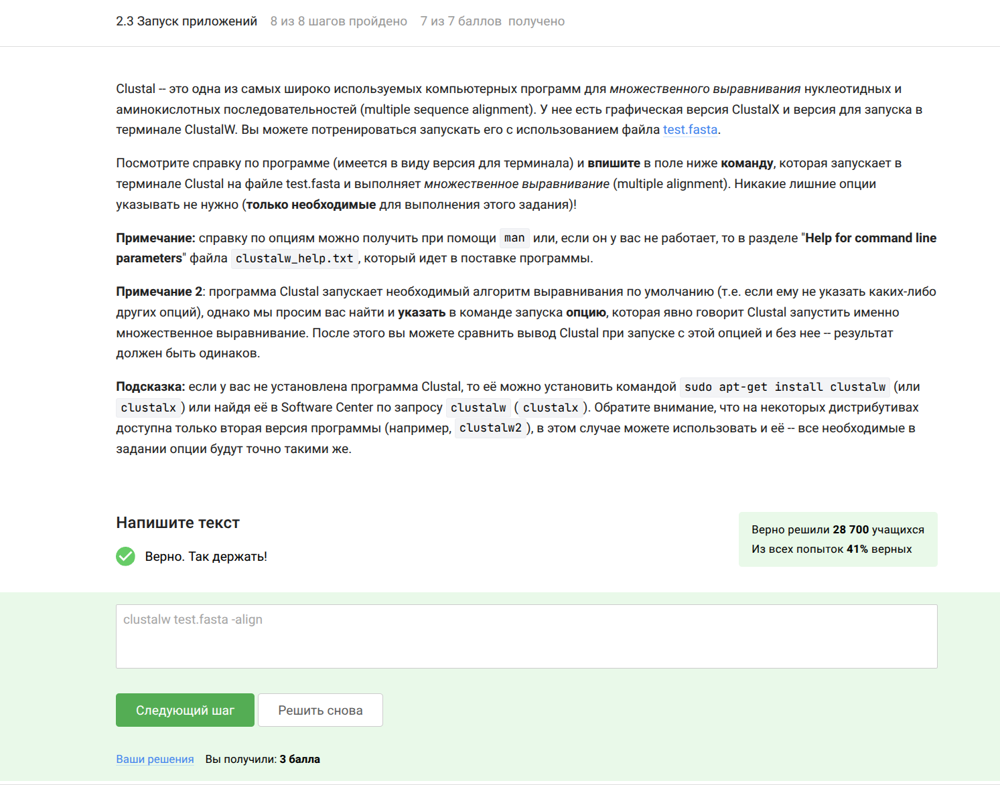 2.3 Запуск приложений 8 из 8 шагов пройдено 7 из 7 баллов получено
Clustal -- это одна из самых широко используемых компьютерных программ для множественного выравнивания нуклеотидных и
аминокислотных последовательностей (multiple sequence alignment). У нее есть графическая версия ClustalX и версия для запуска в
терминале ClustalW. Вы можете потренироваться запускать его с использованием файла test.fasta.
Посмотрите справку по программе (имеется в виду версия для терминала) и впишите в поле ниже команду, которая запускает в
терминале Clustal на файле test.fasta и выполняет множественное выравнивание (multiple alignment). Никакие лишние опции
указывать не нужно (только необходимые для выполнения этого задания)!
Примечание: справку по опциям можно получить при помощи man или, если он у вас не работает, то в разделе "Help for command line
parameters" файла clustalw_help.txt, который идет в поставке программы.
Примечание 2: программа Clustal запускает необходимый алгоритм выравнивания по умолчанию (т.е. если ему не указать каких-либо
других опций), однако мы просим вас найти и указать в команде запуска опцию, которая явно говорит Clustal запустить именно
множественное выравнивание. После этого вы можете сравнить вывод Clustal при запуске с этой опцией и без нее -- результат
должен быть одинаков.
Подсказка: если у вас не установлена программа Clustal, то её можно установить командой sudo apt-get install clustalw (или
clustalx) или найдя её в Software Center по запросу clustalw (clustalx). Обратите внимание, что на некоторых дистрибутивах
доступна только вторая версия программы (например, clustalw2), в этом случае можете использовать и её -- все необходимые в
задании опции будут точно такими же.
Напишите текст
Верно решили 28 700 учащихся
Из всех попыток 41% верных
Верно. Так держать!
clustalw test.fasta -align
Следующий шаг Решить снова
Ваши решения Вы получили: 3 балла